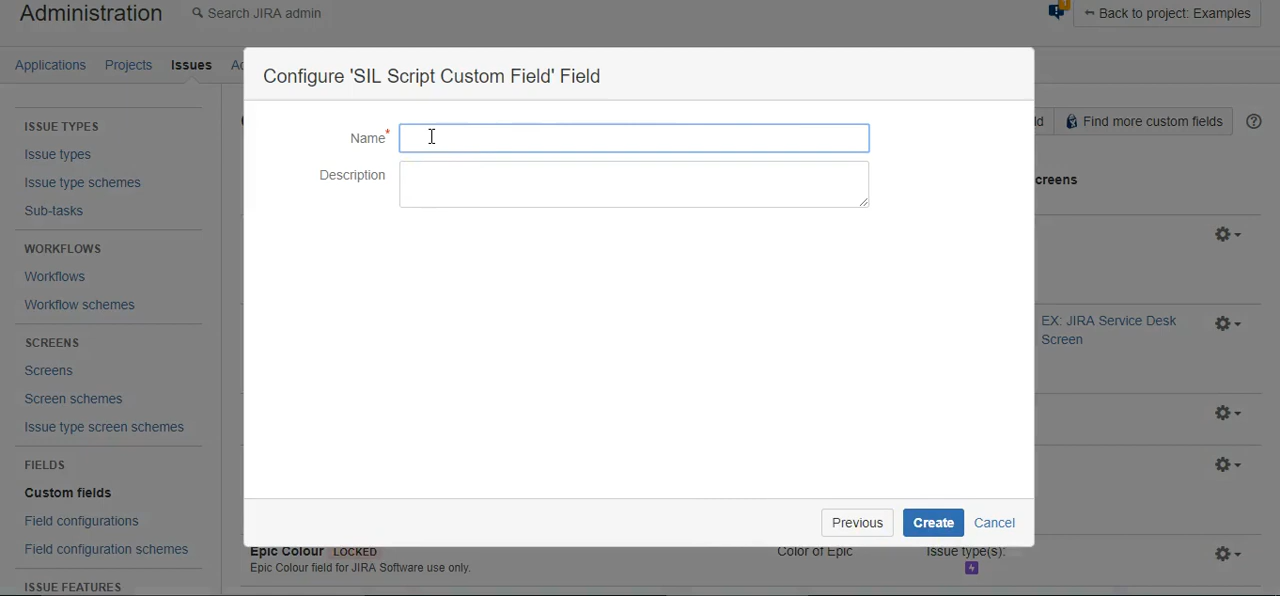 Administration
Search JIRA admin
Back to project: Examples
Applications Projects Issues
Configure 'SIL Script Custom Field' Field
ISSUE TYPES
Issue types
Issue type schemes
Sub-tasks
WORKFLOWS
Workflows
Workflow schemes
SCREENS
Screens
Screen schemes
Issue type screen schemes
FIELDS
Custom fields
Field configurations
Field configuration schemes
ISSUE FEATURES
Name*
Description
Find more custom fields
creens
EX: JIRA Service Desk
Screen
Previous Create Cancel
Epic Colour LOCKED Color of Epic Issue type(s):
Epic Colour field for JIRA Software use only.